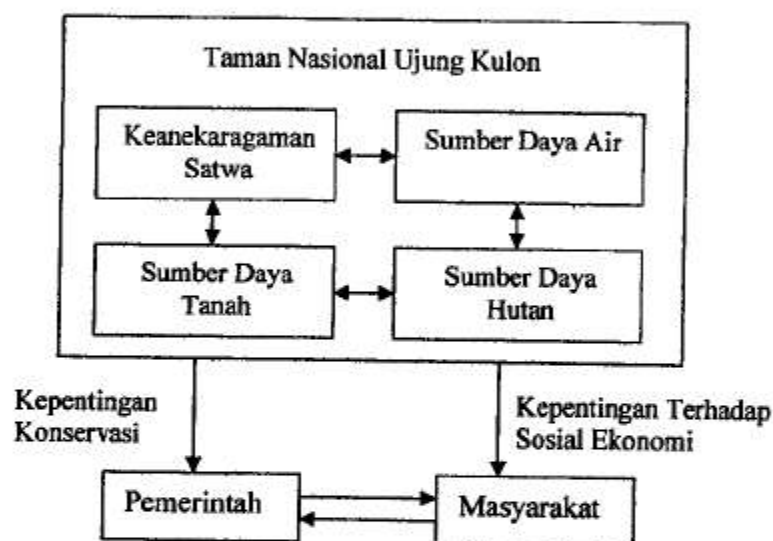 Taman Nasional Ujung Kulon
Keanekaragaman
Satwa
Sumber Daya Air
Sumber Daya
Tanah
Sumber Daya
Hutan
Kepentingan
Konservasi
Kepentingan Terhadap
Sosial Ekonomi
Pemerintah
Masyarakat